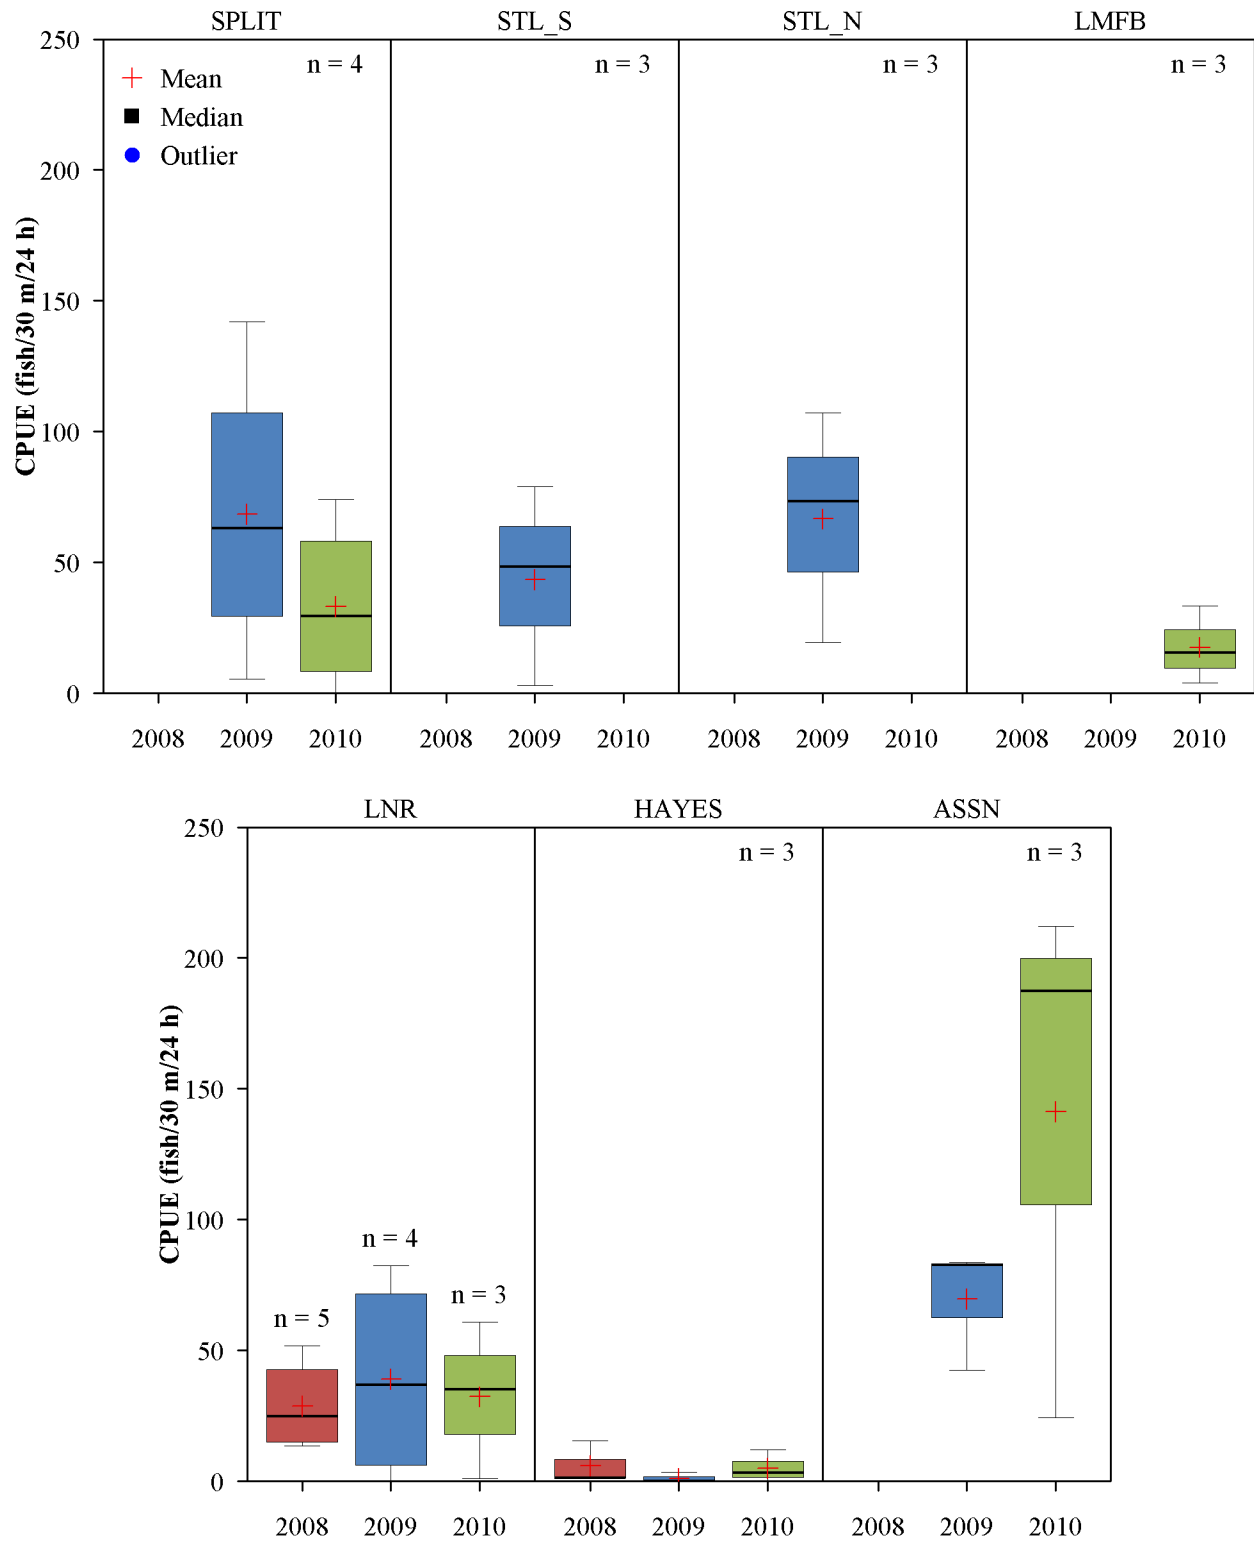 SPLIT STL_S STL_N LMFB
250
n = 4 n = 3 n = 3 n = 3
Mean
Median
Outlier
200
150
100
50
0
CPUE (fish/30 m/24 h)
2008 2009 2010 2008 2009 2010 2008 2009 2010 2008 2009 2010
LNR HAYES ASSN
250
n = 3 n = 3
200
150
100
50
0
CPUE (fish/30 m/24 h)
n = 4
n = 3
n = 5
2008 2009 2010 2008 2009 2010 2008 2009 2010